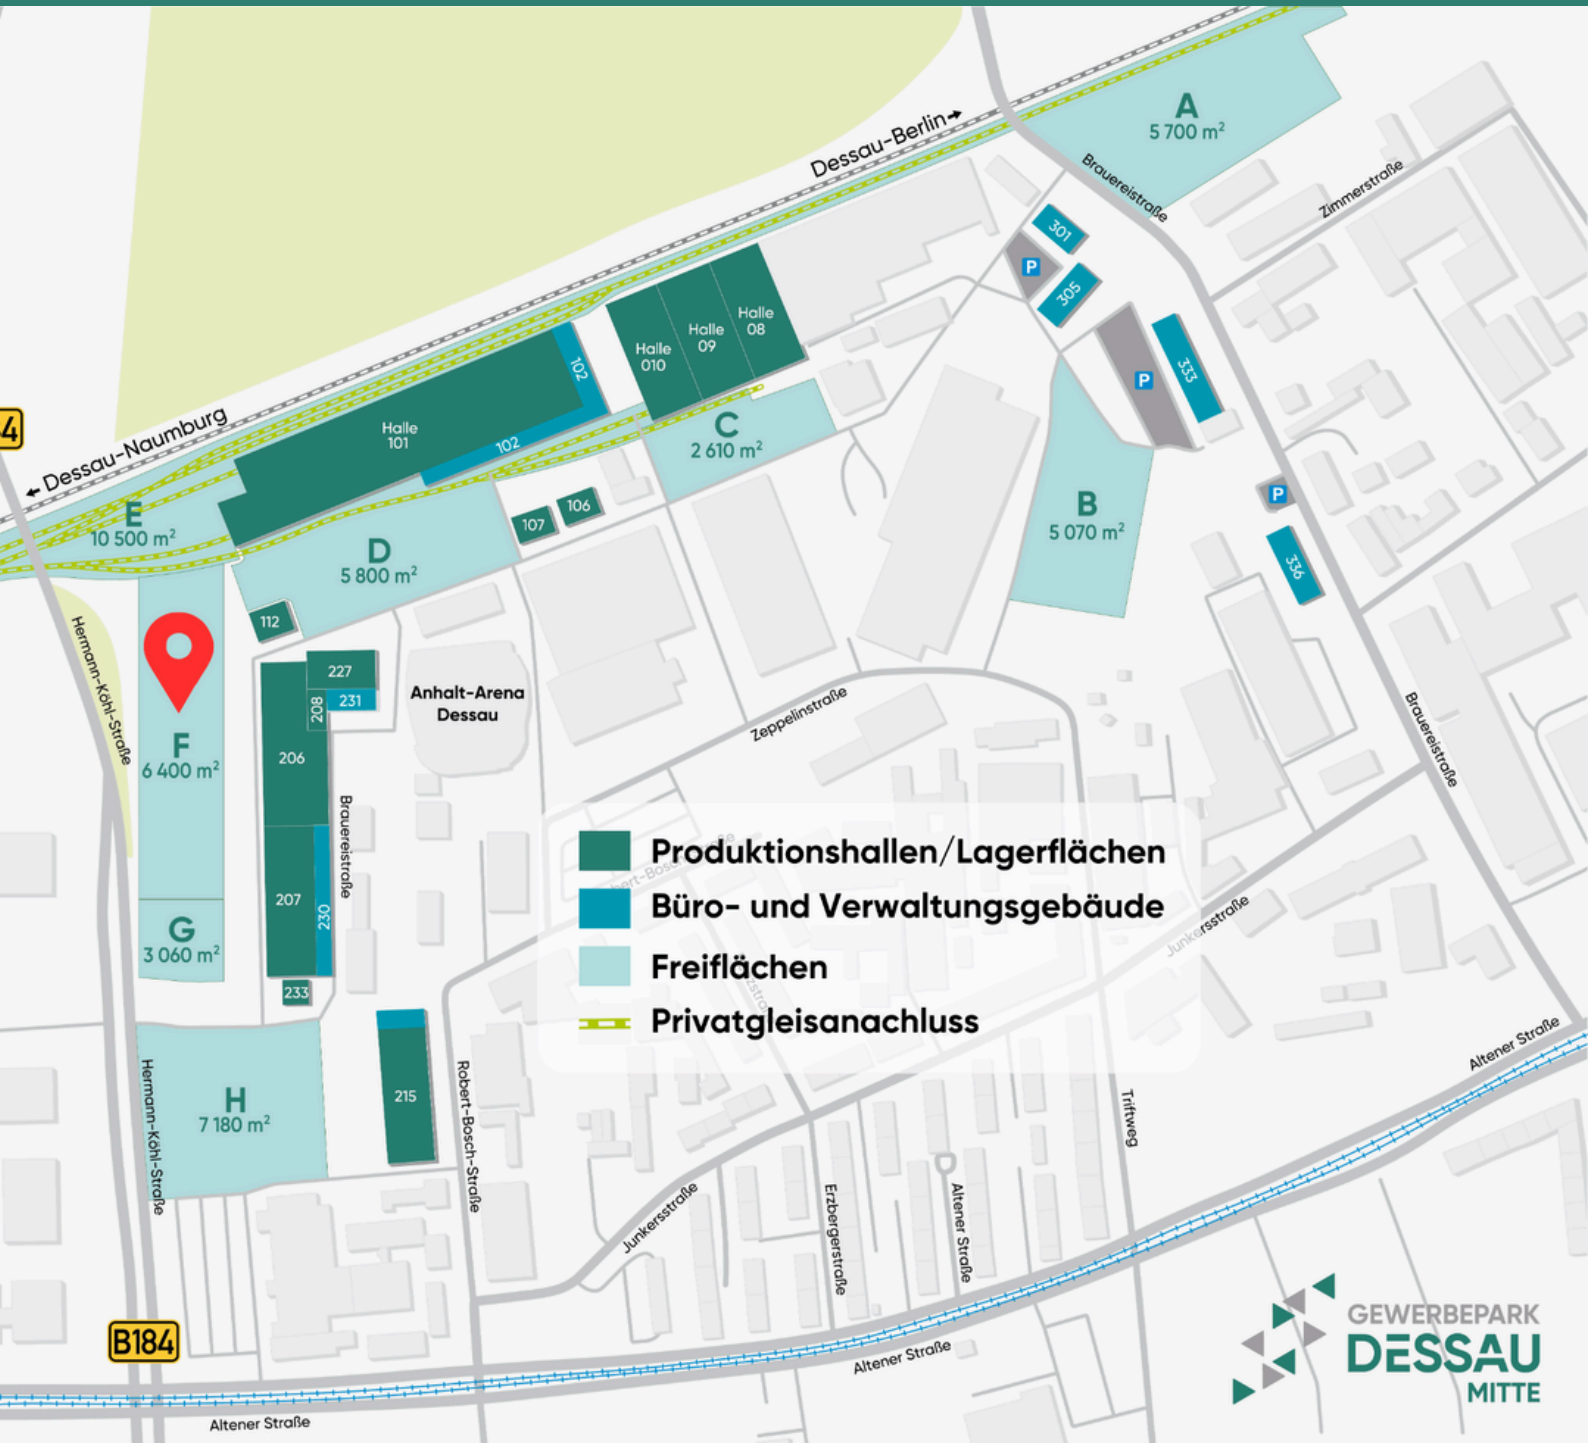 A
5 700 m²
Dessau-Berlin
Brauereistraße
Zimmerstraße
301
P
305
Halle
08
Halle
09
Halle
010
333
P
102
Halle
101
102
C
2 610 m²
4
Dessau-Naumburg
E
10 500 m²
D
5 800 m²
107
106
B
5 070 m²
P
336
112
Hermann-Köhl-Straße
227
208
231
Anhalt-Arena
Dessau
Zeppelinstraße
Brauereistraße
F
6 400 m²
206
Brauereistraße
207
230
G
3 060 m²
233
Produktionshallen/Lagerflächen
Büro- und Verwaltungsgebäude
Freiflächen
Privatgleisanachluss
Junkersstraße
Altener Straße
H
7 180 m²
Hermann-Köhl-Straße
215
Robert-Bosch-Straße
Triftweg
Junkersstraße
Erzbergerstraße
Altener Straße
B184
Altener Straße
Altener Straße
GEWERBEPARK
DESSAU
MITTE